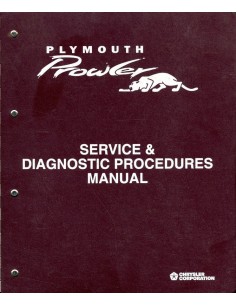 PLYMOUTH
Prowler
SERVICE &
DIAGNOSTIC PROCEDURES
MANUAL
CHRYSLER
CORPORATION